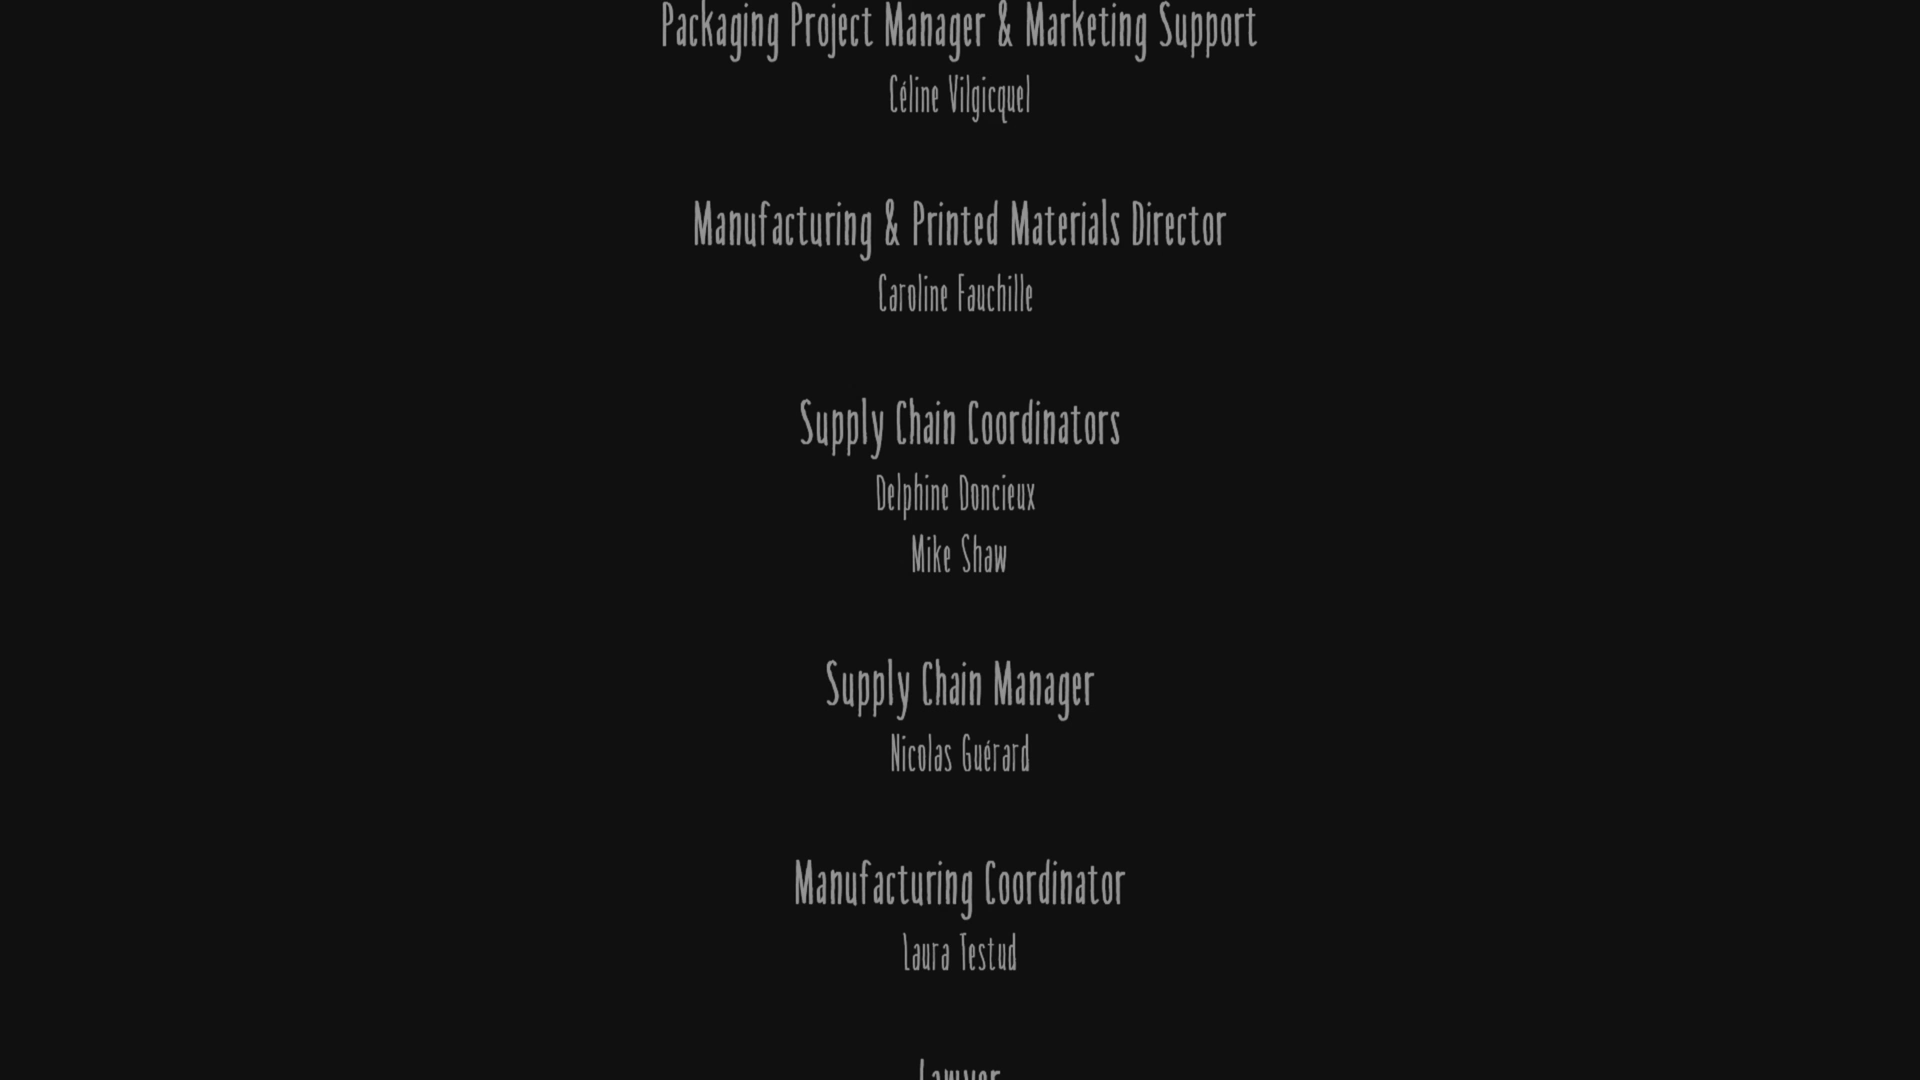 Packaging Project Manager & Marketing Support
Céline Vilgicquel
Manufacturing & Printed Materials Director
Caroline Fauchille
Supply Chain Coordinators
Delphine Doncieux
Mike Shaw
Supply Chain Manager
Nicolas Guérard
Manufacturing Coordinator
Laura Testud
Lawyer